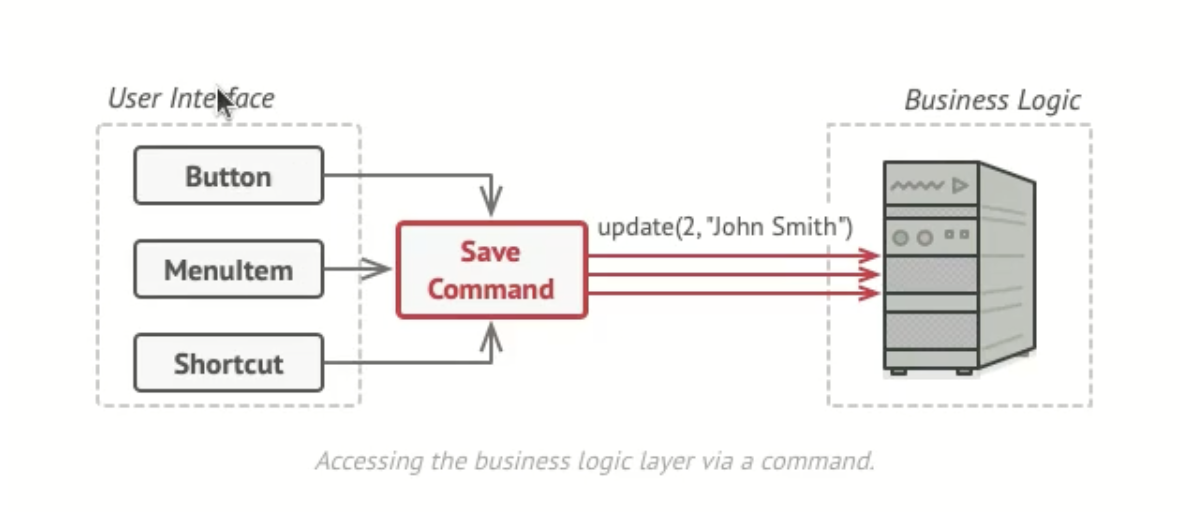 User Interface
Business Logic
Button
update(2, "John Smith")
Save
Command
MenuItem
Shortcut
Accessing the business logic layer via a command.